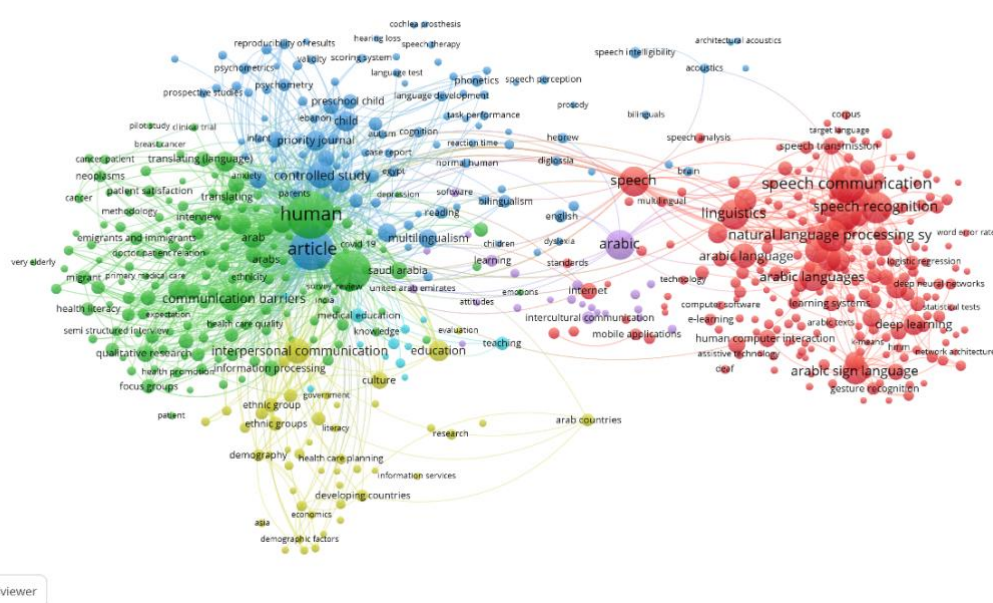 cochlea prosthesis
architectural acoustics
hearing loss
reproducibility of results
speech therapy
speech intelligibility
validity
scoring system
psychometrics
acoustics
language test
phonetics
speech perception
psychometry
prospective studies
language development
preschool child
prosody
task performance
bilinguals
corpus
child
pilot study
clinical trial
target language
autism
cognition
infant
priority journal
hebrew
speech analysis
reaction time
speech transmission
breast cancer
case report
cancer patient
translating (language)
diglossia
normal human
egypt
brain
neoplasms
anxiety
controlled study
speech
speech communication
patient satisfaction
parents
depression
software
cancer
translating
bilingualism
multilingual
methodology
speech recognition
interview
human
reading
english
linguistics
emigrants and immigrants
arab
multilingualism
natural language processing sy
word error rate
covid 19
children
dyslexia
arabic
article
doctor patient relation
arabic language
very elderly
arabs
learning
standards
logistic regression
saudi arabia
migrant
primary medical care
ethnicity
arabic languages
technology
deep neural networks
india
united arab emirates
emotions
internet
communication barriers
attitudes
learning systems
computer software
statistical tests
health literacy
expectation
medical education
intercultural communication
e-learning
arabic texts
deep learning
semi structured interview
health care quality
knowledge
evaluation
mobile applications
human computer interaction
k-means
hmm
qualitative research
interpersonal communication
education
teaching
assistive technology
network architecture
health promotion
information processing
deaf
arabic sign language
focus groups
culture
gesture recognition
government
ethnic group
patient
ethnic groups
literacy
arab countries
research
demography
health care planning
information services
developing countries
economics
asia
demographic factors
viewer